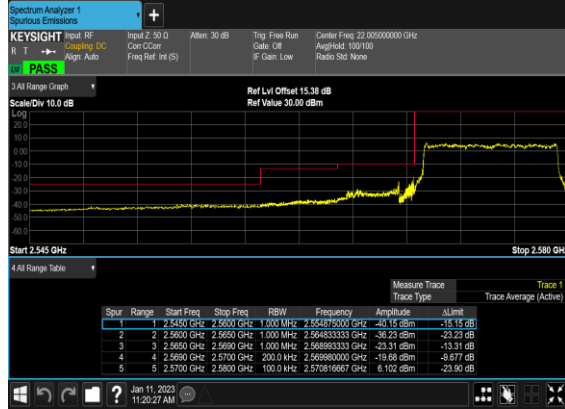 Spectrum Analyzer 1
Spurious Emissions
+
KEYSIGHT Input: RF Input Z: 50 Ω Atten: 30 dB Trig: Free Run Center Freq: 22.005000000 GHz
R T Coupling: DC Corr CCorr Gate: Off Avg|Hold: 100/100
Align: Auto Freq Ref: Int (S) IF Gain: Low Radio Std: None
PASS
3 All Range Graph
Ref Lvl Offset 15.38 dB
Scale/Div 10.0 dB Ref Value 30.00 dBm
Log
20.0
10.0
0.00
-10.0
-20.0
-30.0
-40.0
-50.0
-60.0
Start 2.545 GHz Stop 2.580 GHz
4 All Range Table
Measure Trace Trace 1
Trace Type Trace Average (Active)
Spur Range Start Freq Stop Freq RBW Frequency Amplitude ΔLimit
1 1 2.5450 GHz 2.5600 GHz 1.000 MHz 2.554875000 GHz -40.15 dBm -15.15 dB
2 2 2.5600 GHz 2.5650 GHz 1.000 MHz 2.564833333 GHz -36.23 dBm -23.23 dB
3 3 2.5650 GHz 2.5690 GHz 1.000 MHz 2.568993333 GHz -23.31 dBm -13.31 dB
4 4 2.5690 GHz 2.5700 GHz 200.0 kHz 2.569980000 GHz -19.68 dBm -9.677 dB
5 5 2.5700 GHz 2.5800 GHz 100.0 kHz 2.570816667 GHz 6.102 dBm -23.90 dB
? Jan 11, 2023
11:20:27 AM